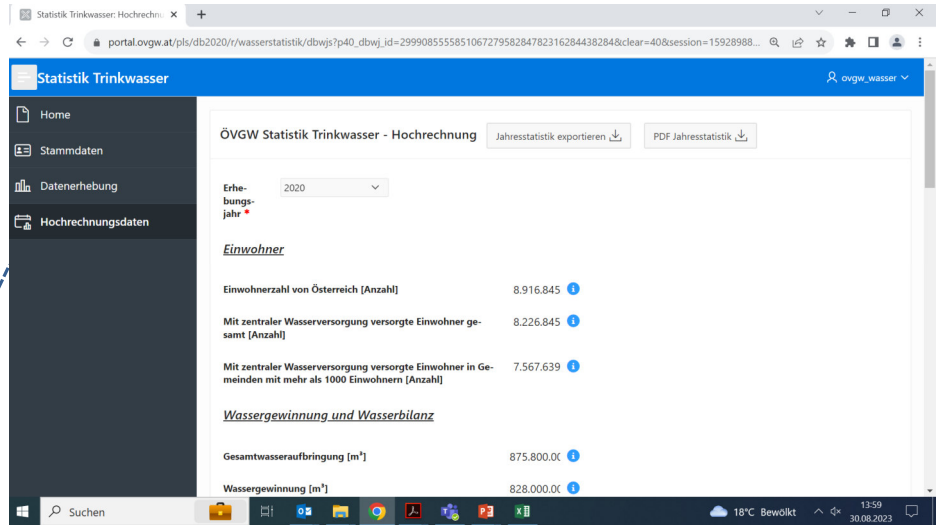 Statistik Trinkwasser: Hochrechnu
portal.ovgw.at/pls/db2020/r/wasserstatistik/dbwjs?p40_dbwj_id=29990855585106727958284782316284438284&clear=40&session=15928988...
Statistik Trinkwasser
ovgw_wasser
Home
Stammdaten
Datenerhebung
Hochrechnungsdaten
ÖVGW Statistik Trinkwasser - Hochrechnung
Jahresstatistik exportieren
PDF Jahresstatistik
Erhe-
bungs-
jahr *
2020
Einwohner
Einwohnerzahl von Österreich [Anzahl]
8.916.845
Mit zentraler Wasserversorgung versorgte Einwohner ge-
samt [Anzahl]
8.226.845
Mit zentraler Wasserversorgung versorgte Einwohner in Ge-
meinden mit mehr als 1000 Einwohnern [Anzahl]
7.567.639
Wassergewinnung und Wasserbilanz
Gesamtwasseraufbringung [m³]
875.800.0(
Wassergewinnung [m³]
828.000.0(
Suchen
18°C Bewölkt
13:59
30.08.2023